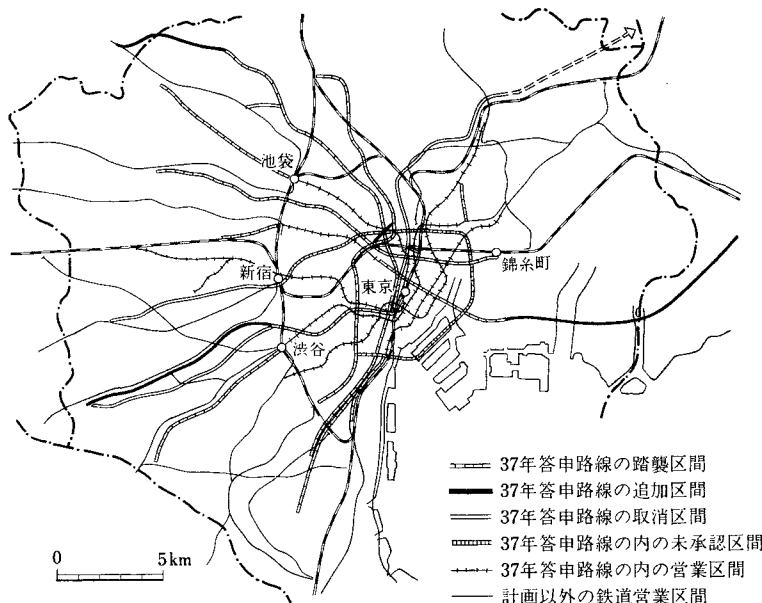 池袋
新宿
東京
錦糸町
渋谷
37年答申路線の踏襲区間
37年答申路線の追加区間
37年答申路線の取消区間
37年答申路線の内の未承認区間
37年答申路線の内の営業区間
計画以外の鉄道営業区間
0 5km